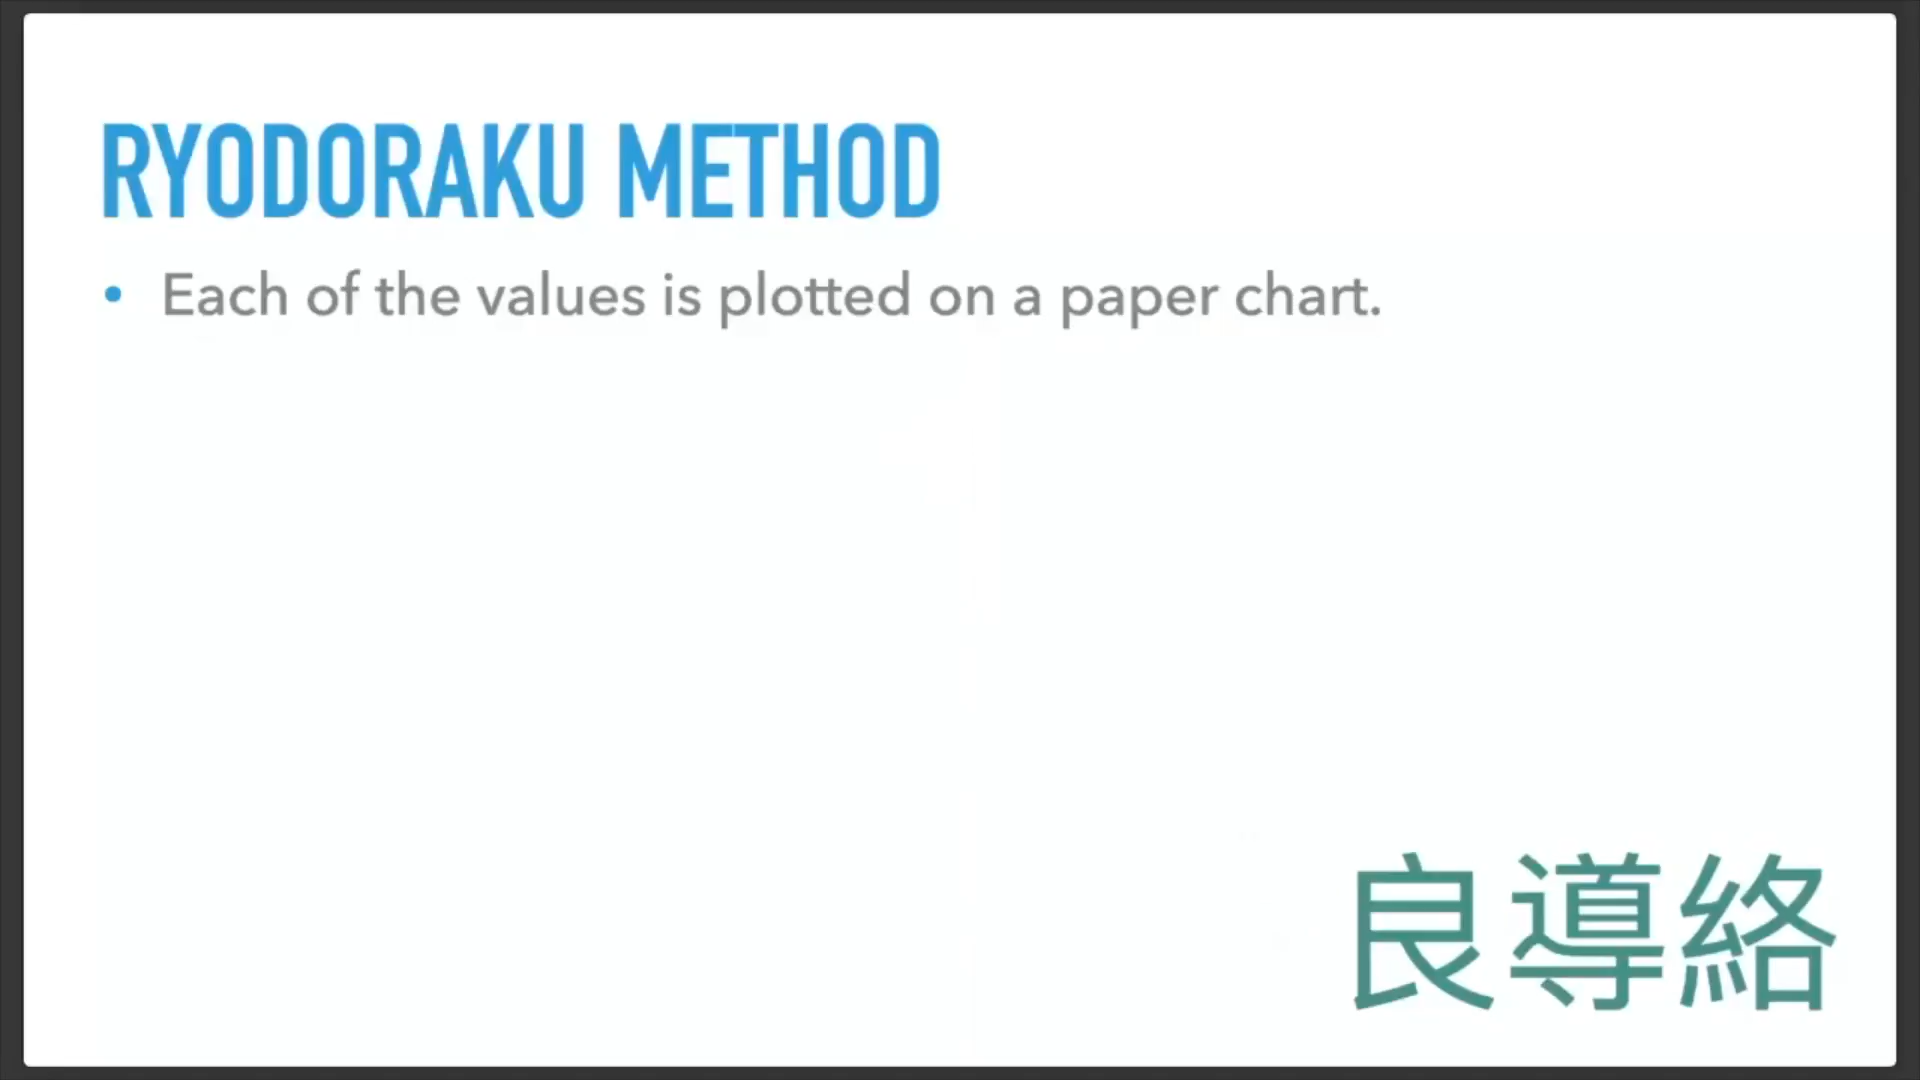 RYODORAKU METHOD
• Each of the values is plotted on a paper chart.
良導絡